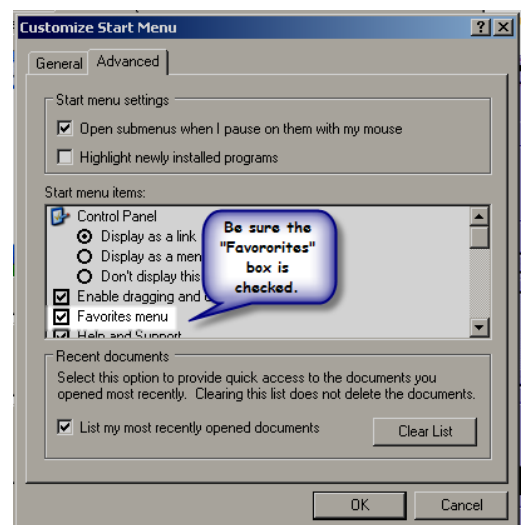 Customize Start Menu
General Advanced
Start menu settings
Open submenus when I pause on them with my mouse
Highlight newly installed programs
Start menu items:
Control Panel
Display as a link
Display as a men
Don't display this
Enable dragging and
Favorites menu
Help and Support
Be sure the
"Favororites"
box is
checked.
Recent documents
Select this option to provide quick access to the documents you
opened most recently. Clearing this list does not delete the documents.
List my most recently opened documents
Clear List
OK Cancel